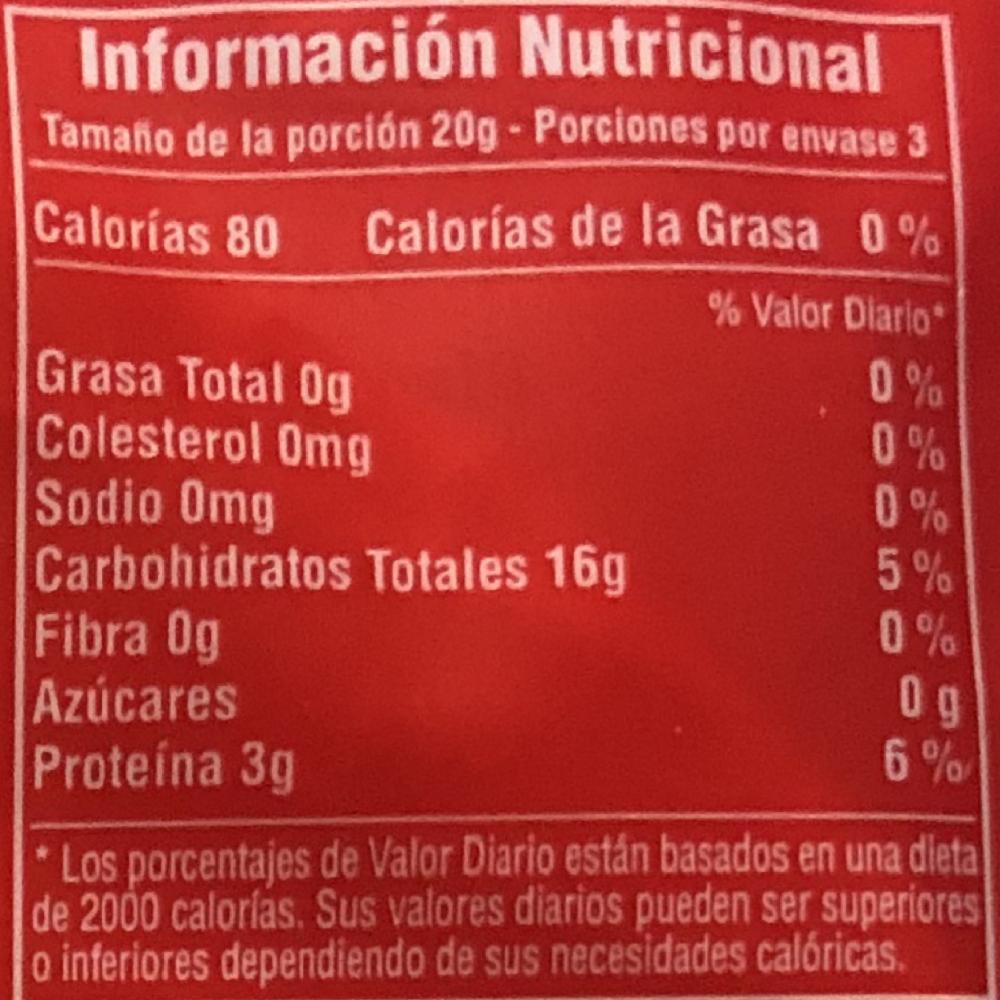 Información Nutricional
Tamaño de la porción 20g - Porciones por envase 3
Calorías 80 Calorías de la Grasa 0 %
% Valor Diario*
Grasa Total 0g 0 %
Colesterol 0mg 0 %
Sodio 0mg 0 %
Carbohidratos Totales 16g 5 %
Fibra 0g 0 %
Azúcares 0 g
Proteína 3g 6 %
* Los porcentajes de Valor Diario están basados en una dieta
de 2000 calorías. Sus valores diarios pueden ser superiores
o inferiores dependiendo de sus necesidades calóricas.